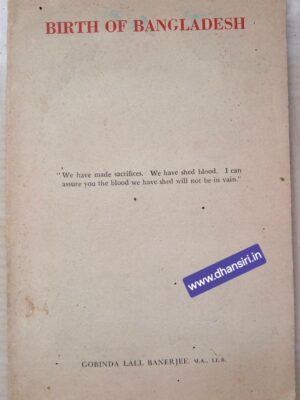 BIRTH OF BANGLADESH
"We have made sacrifices. We have shed blood. I can
assure you the blood we have shed will not be in vain."
www.dhansiri.in
GOBINDA LALL BANERJEE, M.A., LL.B.